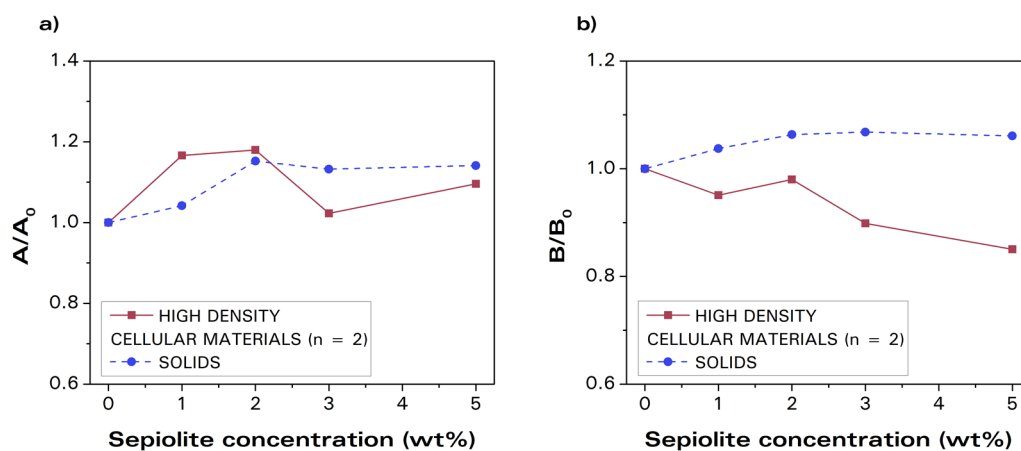 a)
1.4
1.2
1.0
0.8
0.6
A/A₀
HIGH DENSITY
CELLULAR MATERIALS (n = 2)
SOLIDS
0 1 2 3 4 5
Sepiolite concentration (wt%)
b)
1.2
1.0
0.8
0.6
B/B₀
HIGH DENSITY
CELLULAR MATERIALS (n = 2)
SOLIDS
0 1 2 3 4 5
Sepiolite concentration (wt%)